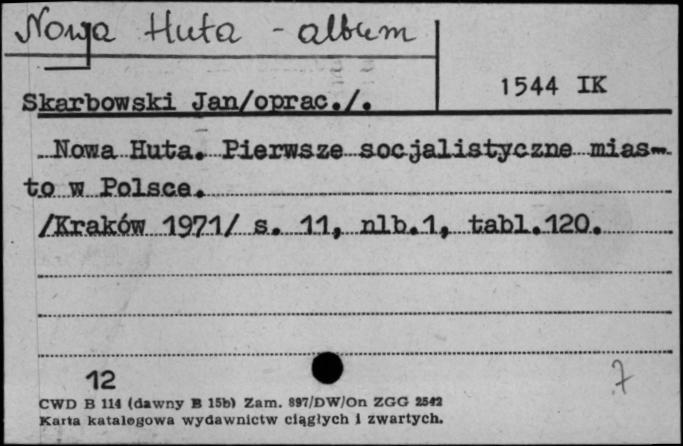 Nowa Huta - album
1544 IK
Skarbowski Jan/oprac./.
Nowa Huta. Pierwsze socjalistyczne mias-
to w Polsce.
/Kraków 1971/ s. 11, nlb.1, tabl.120.
12
7
CWD B 114 (dawny B 15b) Zam. 897/DW/On ZGG 2542
Karta katalogowa wydawnictw ciągłych i zwartych.